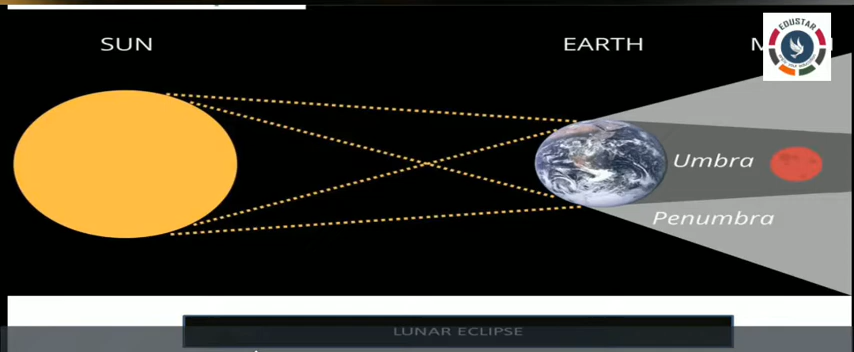 SUN
EARTH
EDUSTAR
Umbra
Penumbra
LUNAR ECLIPSE